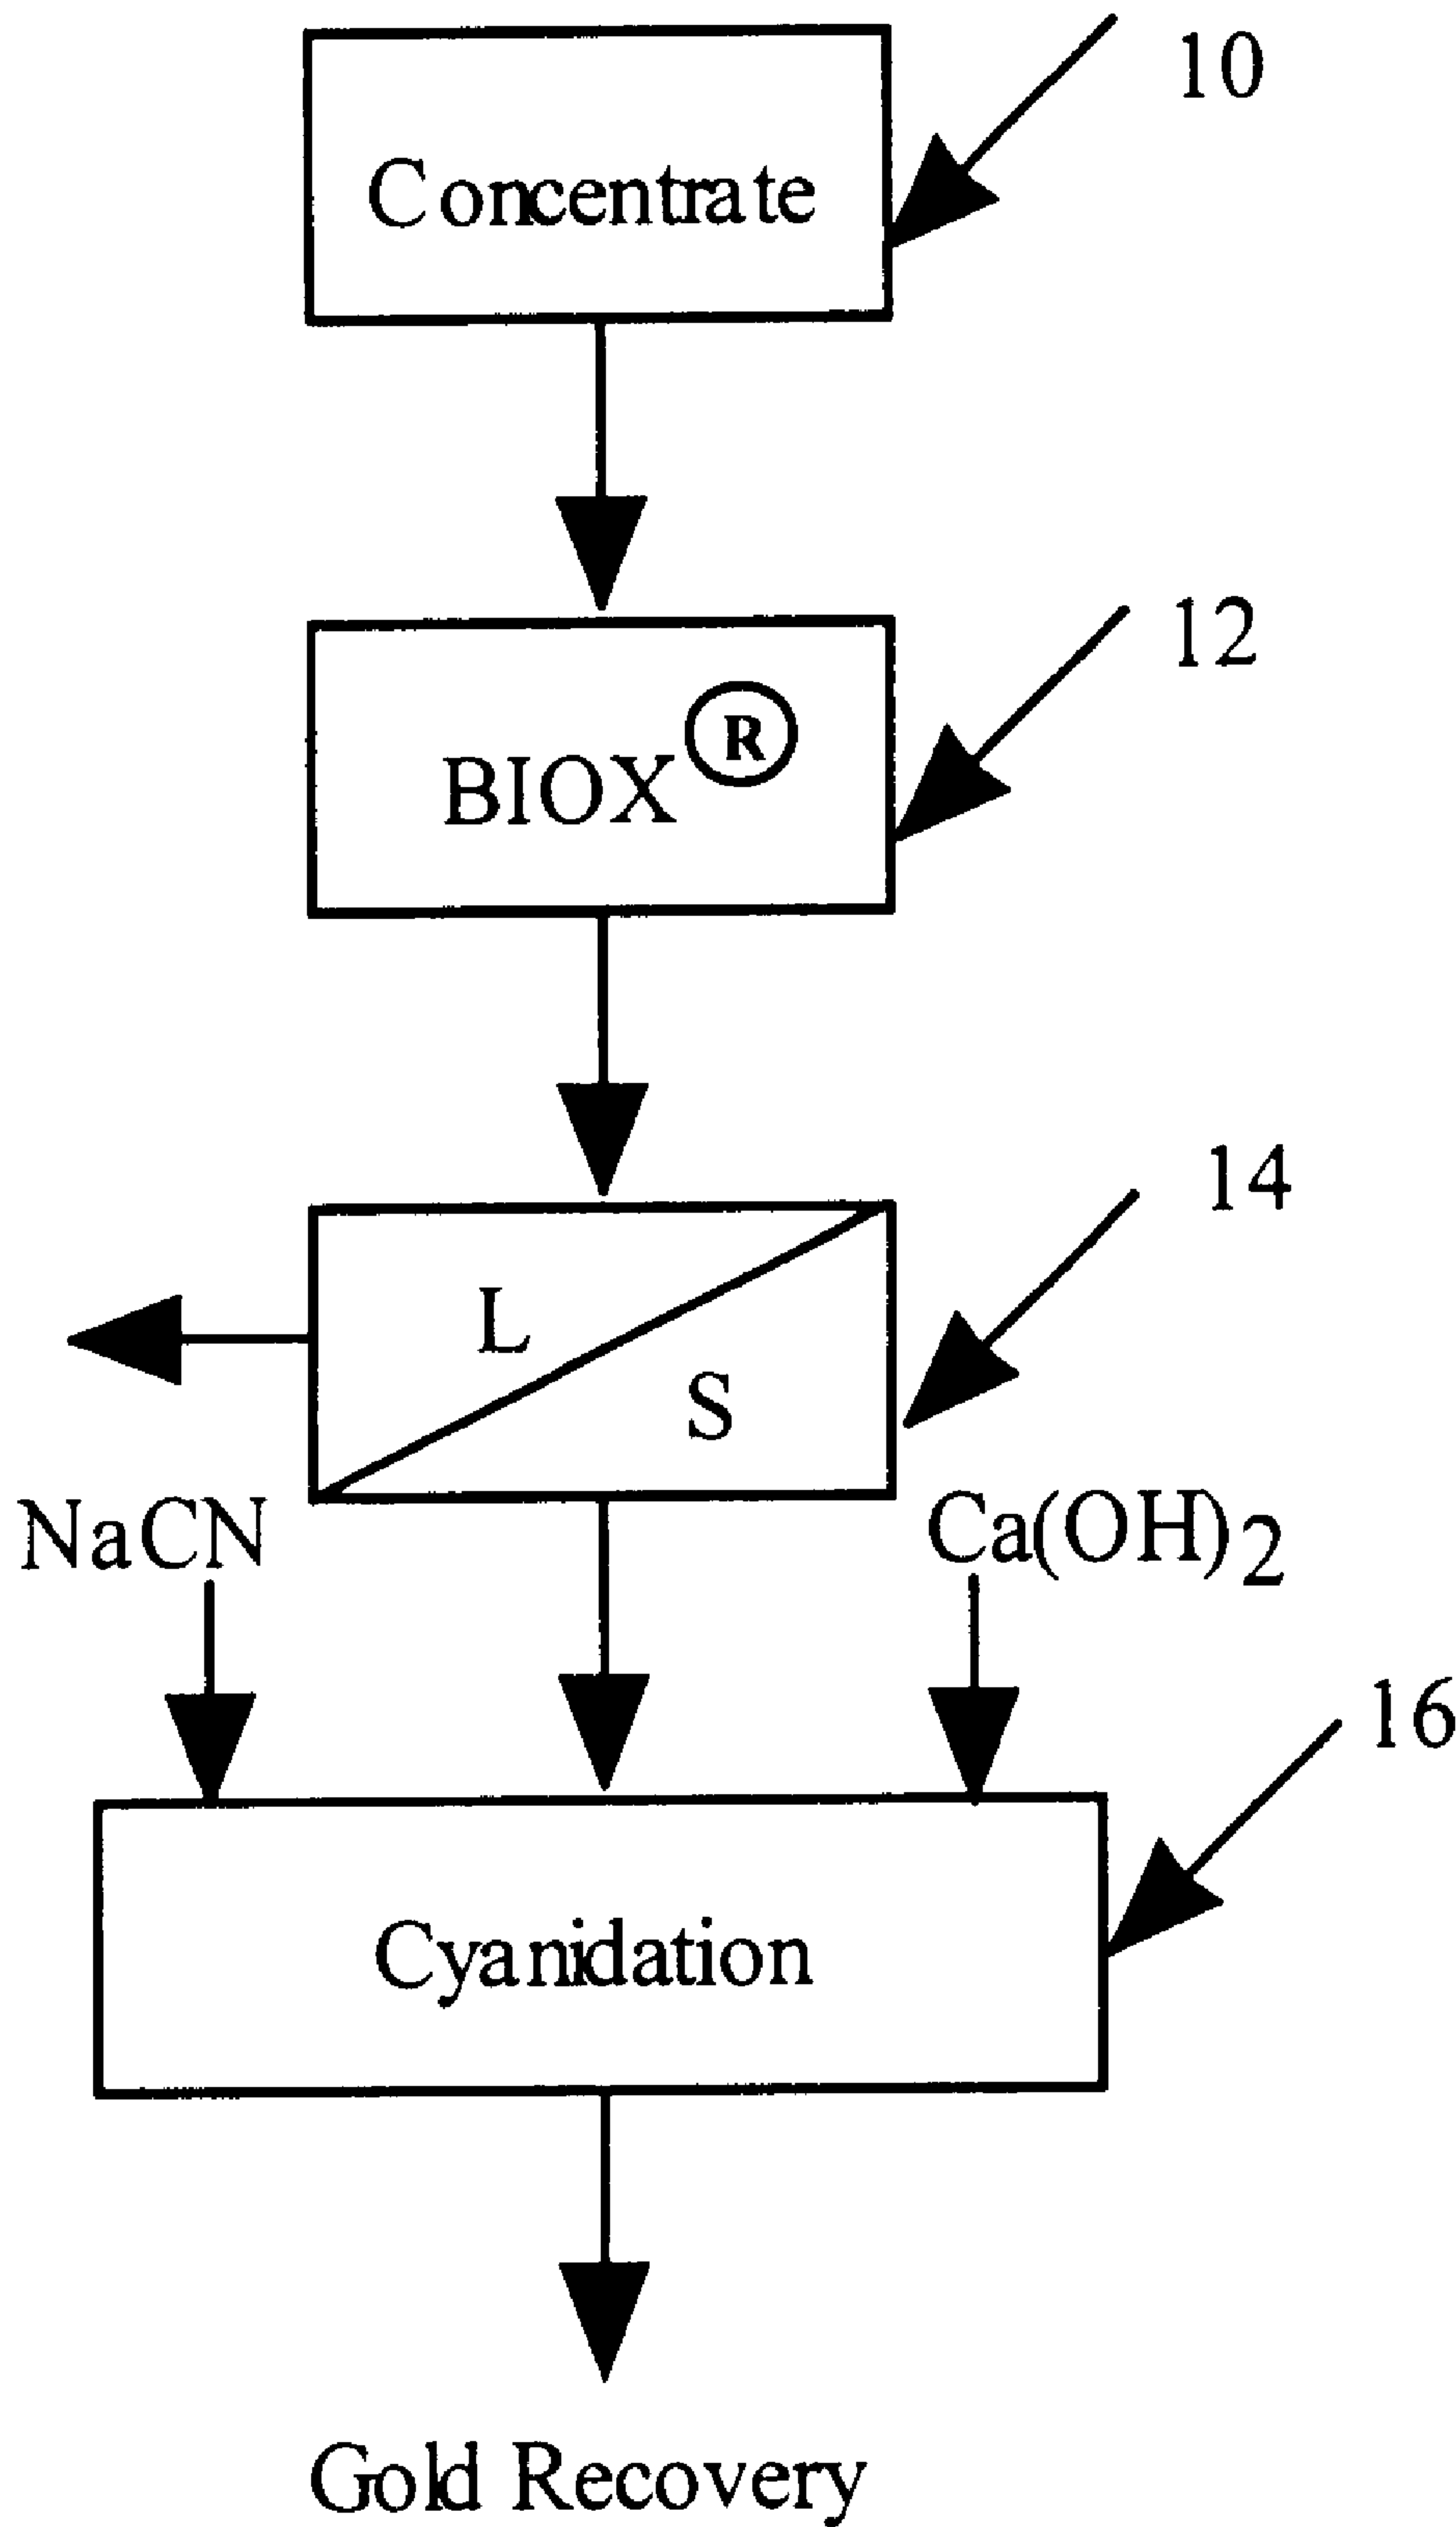 10
Concentrate
12
BIOX®
14
L
S
NaCN
Ca(OH)2
16
Cyanidation
Gold Recovery